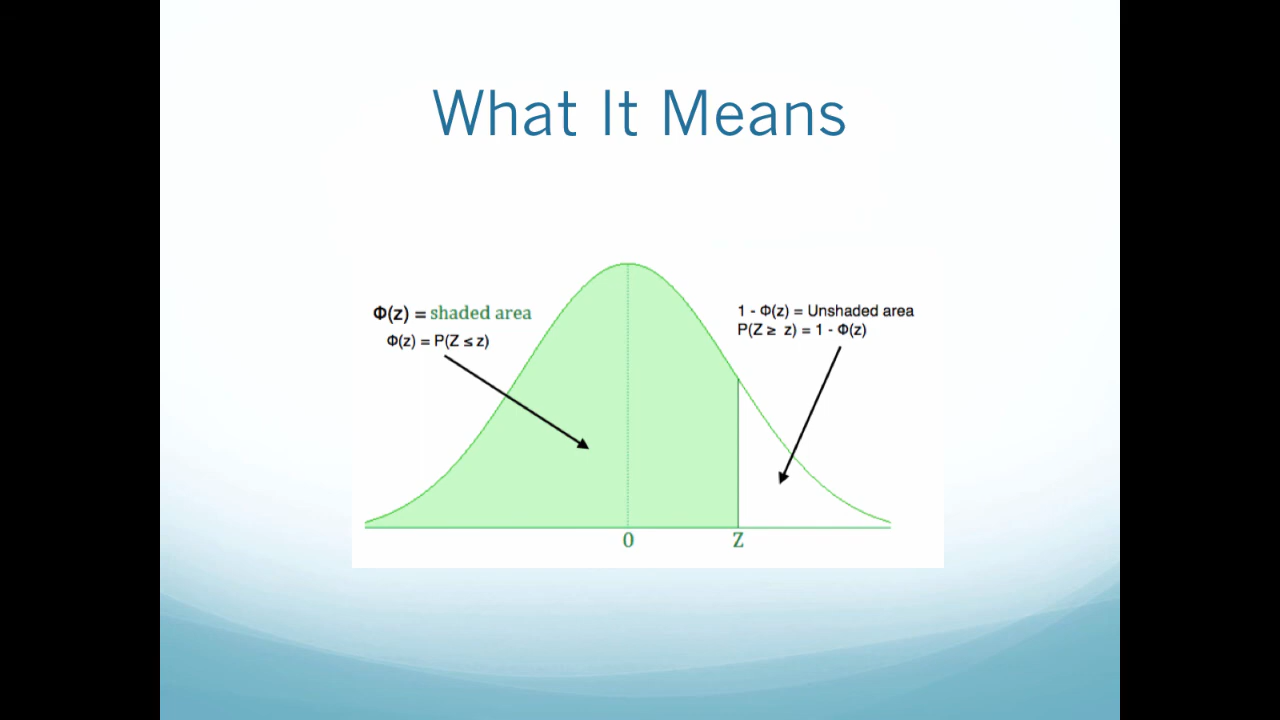 What It Means
Φ(z) = shaded area
Φ(z) = P(Z ≤ z)
1 - Φ(z) = Unshaded area
P(Z ≥ z) = 1 - Φ(z)
0 Z